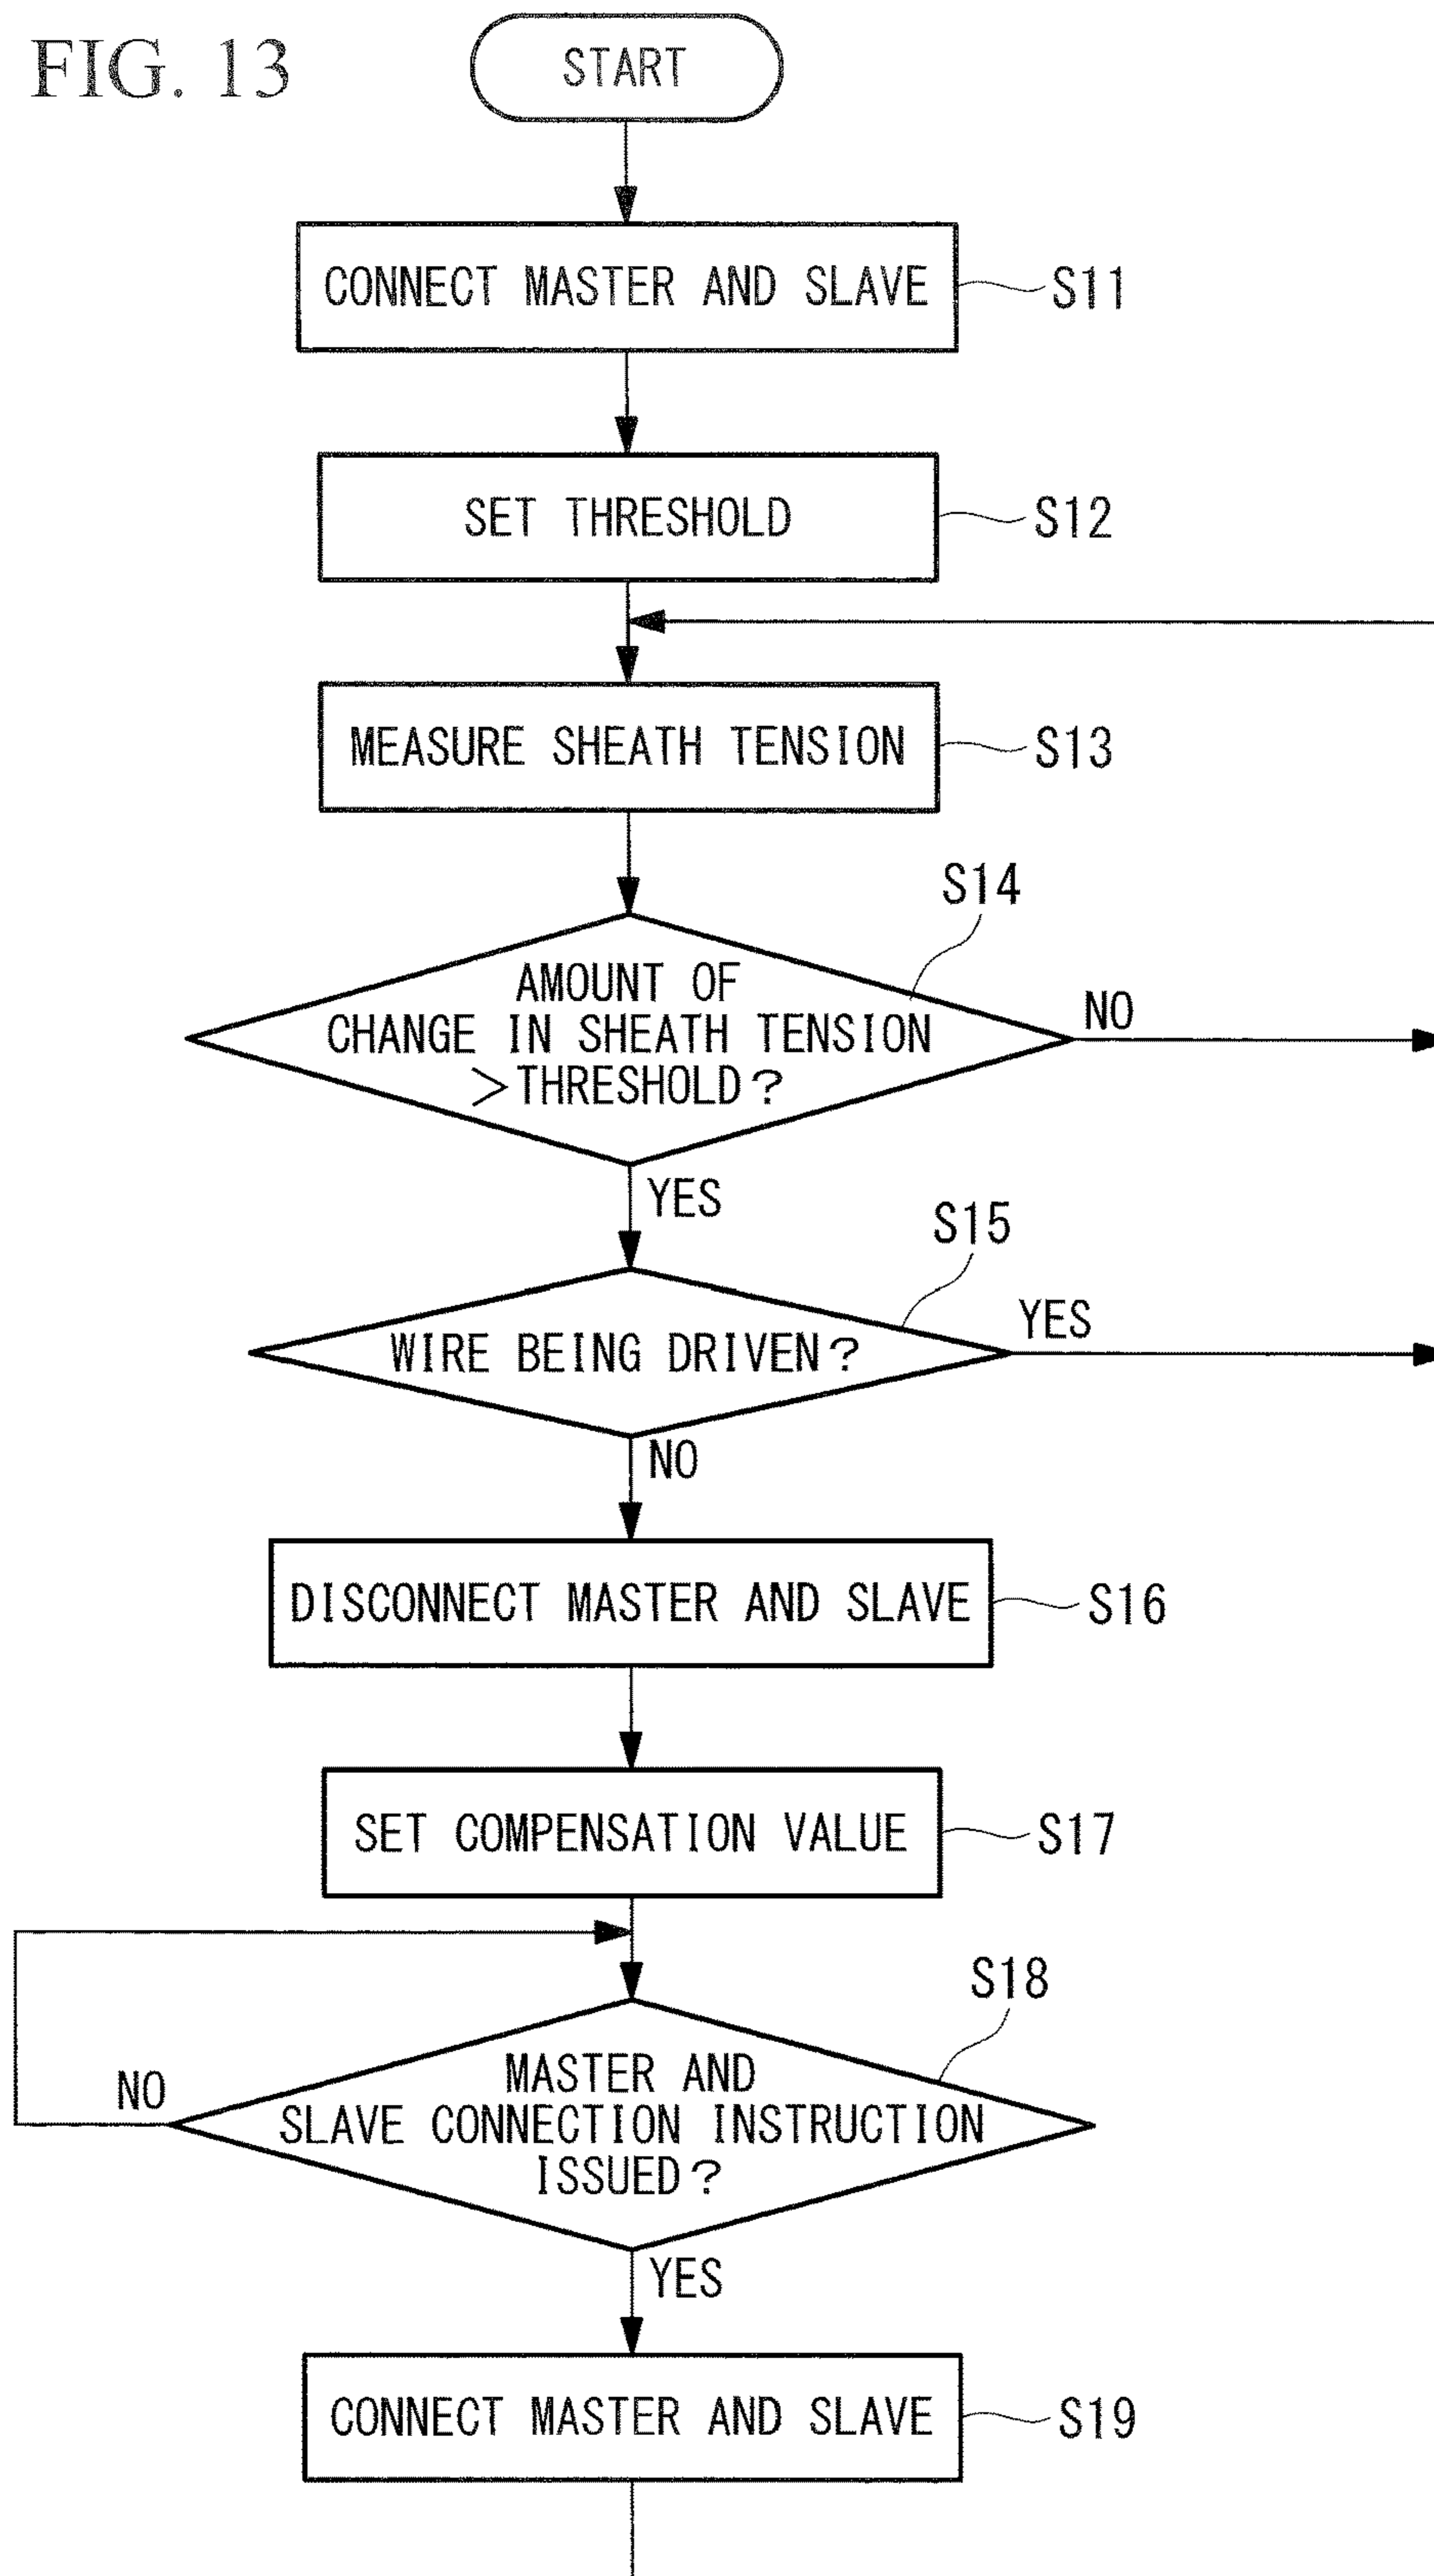 FIG. 13
START
CONNECT MASTER AND SLAVE
S11
SET THRESHOLD
S12
MEASURE SHEATH TENSION
S13
S14
AMOUNT OF
CHANGE IN SHEATH TENSION
>THRESHOLD?
NO
YES
S15
WIRE BEING DRIVEN?
YES
NO
DISCONNECT MASTER AND SLAVE
S16
SET COMPENSATION VALUE
S17
S18
MASTER AND
SLAVE CONNECTION INSTRUCTION
ISSUED?
NO
YES
CONNECT MASTER AND SLAVE
S19